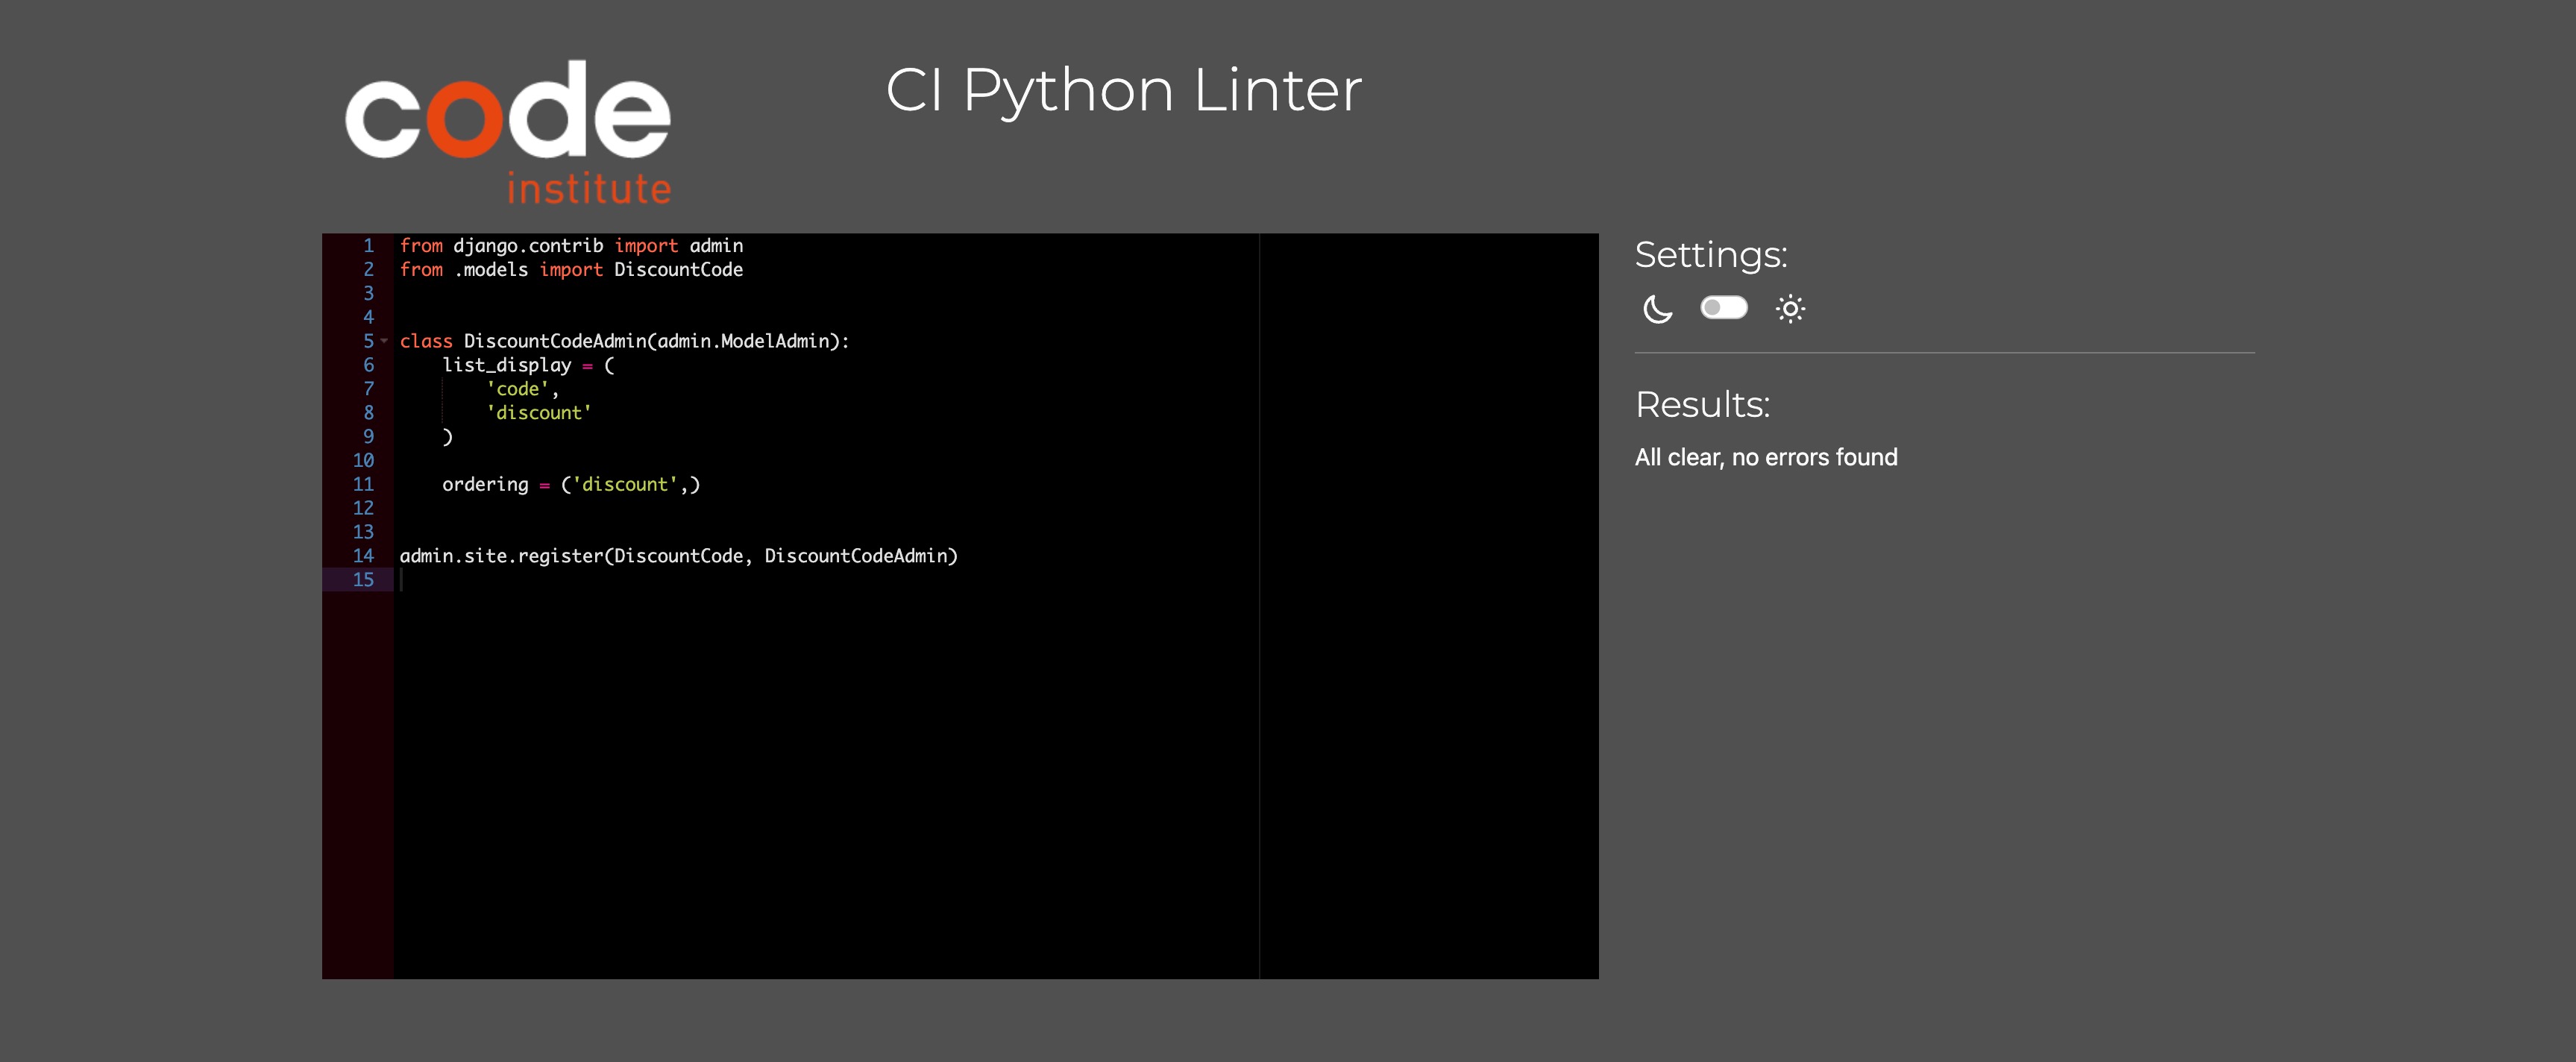 code
institute
CI Python Linter
1 from django.contrib import admin
2 from .models import DiscountCode
3
4
5 class DiscountCodeAdmin(admin.ModelAdmin):
6     list_display = (
7         'code',
8         'discount'
9     )
10
11     ordering = ('discount',)
12
13
14 admin.site.register(DiscountCode, DiscountCodeAdmin)
15
Settings:
Results:
All clear, no errors found